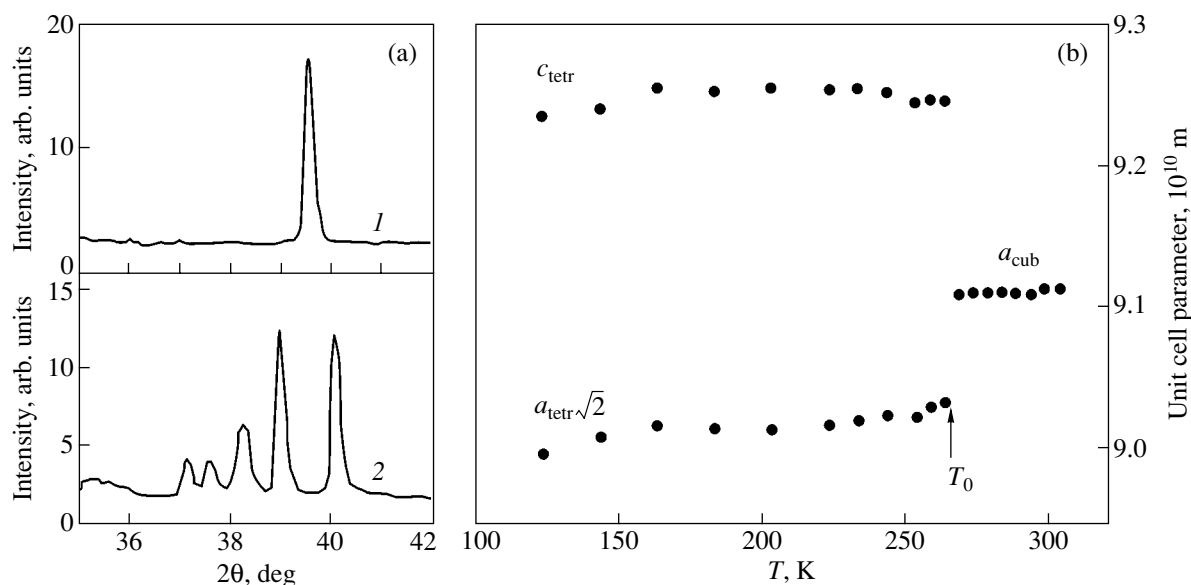 20
(a)
Intensity, arb. units
10
1
0
15
10
Intensity, arb. units
5
2
0
36 38 40 42
2θ, deg
9.3
(b)
c_tetr
9.2
Unit cell parameter, 10^10 m
a_cub
9.1
a_tetr√2
9.0
T_0
100 150 200 250 300
T, K